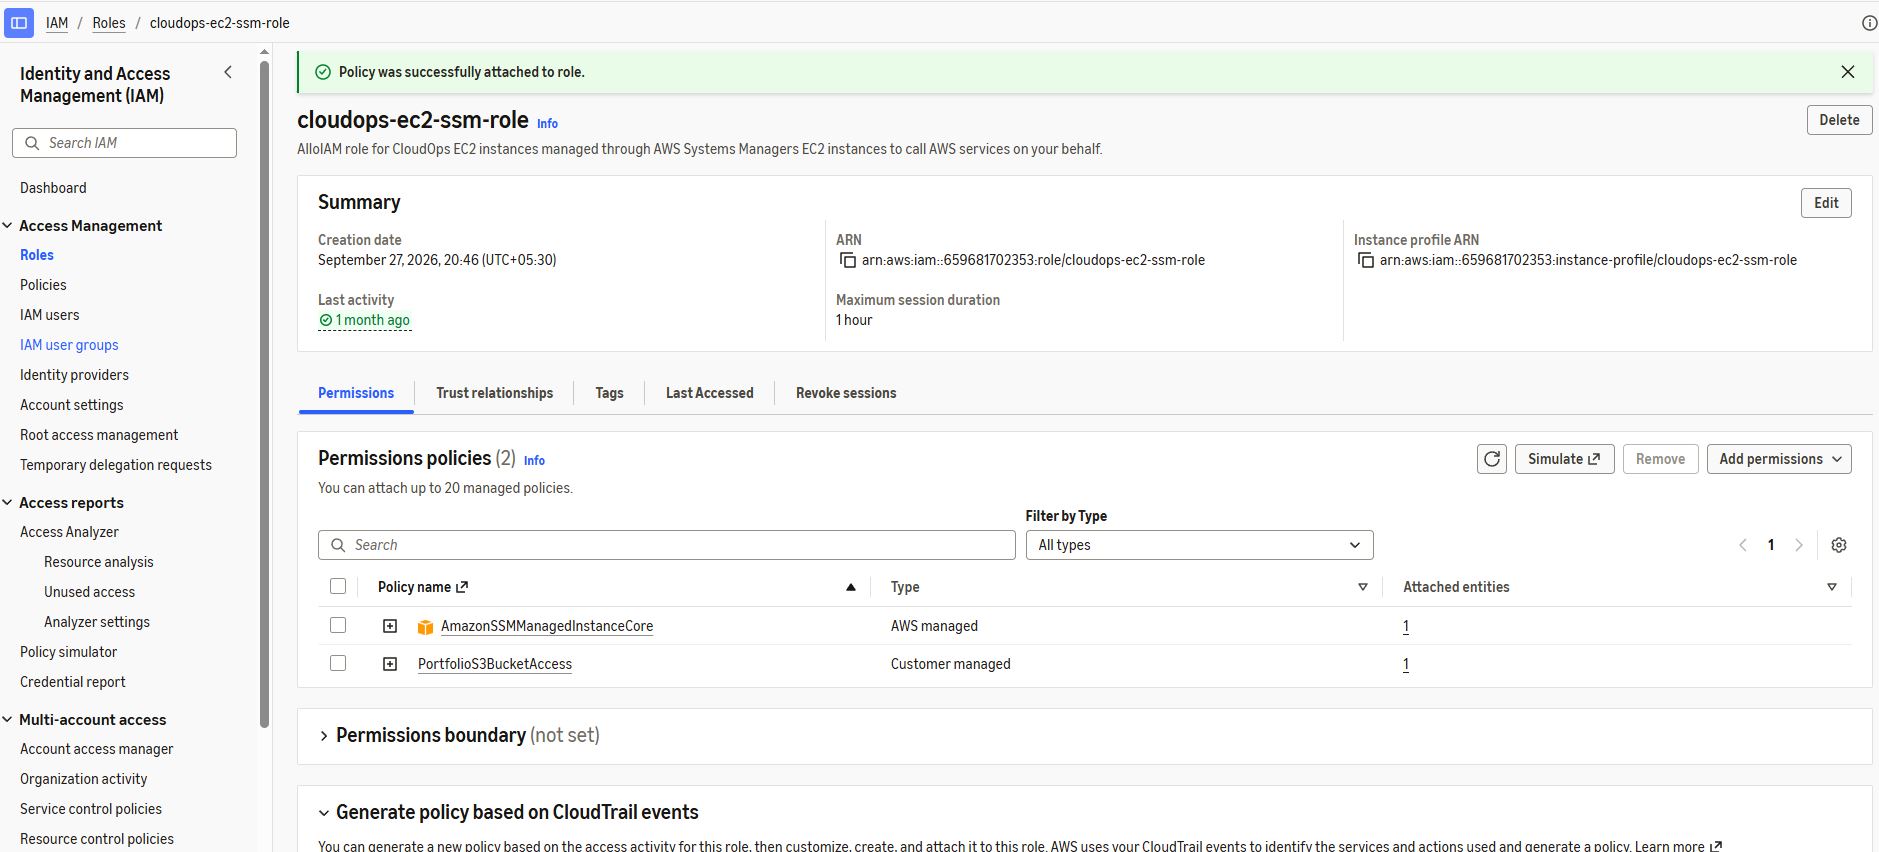 IAM / Roles / cloudops-ec2-ssm-role
Identity and Access
Management (IAM)
Search IAM
Dashboard
Access Management
Roles
Policies
IAM users
IAM user groups
Identity providers
Account settings
Root access management
Temporary delegation requests
Access reports
Access Analyzer
Resource analysis
Unused access
Analyzer settings
Policy simulator
Credential report
Multi-account access
Account access manager
Organization activity
Service control policies
Resource control policies
Policy was successfully attached to role.
cloudops-ec2-ssm-role Info
Delete
AlloIAM role for CloudOps EC2 instances managed through AWS Systems Managers EC2 instances to call AWS services on your behalf.
Summary
Edit
Creation date
September 27, 2026, 20:46 (UTC+05:30)
ARN
arn:aws:iam::659681702353:role/cloudops-ec2-ssm-role
Instance profile ARN
arn:aws:iam::659681702353:instance-profile/cloudops-ec2-ssm-role
Last activity
1 month ago
Maximum session duration
1 hour
Permissions Trust relationships Tags Last Accessed Revoke sessions
Permissions policies (2) Info
Simulate Remove Add permissions
You can attach up to 20 managed policies.
Filter by Type
Search
All types
1
Policy name Type Attached entities
AmazonSSMManagedInstanceCore AWS managed 1
PortfolioS3BucketAccess Customer managed 1
Permissions boundary (not set)
Generate policy based on CloudTrail events
You can generate a new policy based on the access activity for this role, then customize, create, and attach it to this role. AWS uses your CloudTrail events to identify the services and actions used and generate a policy. Learn more